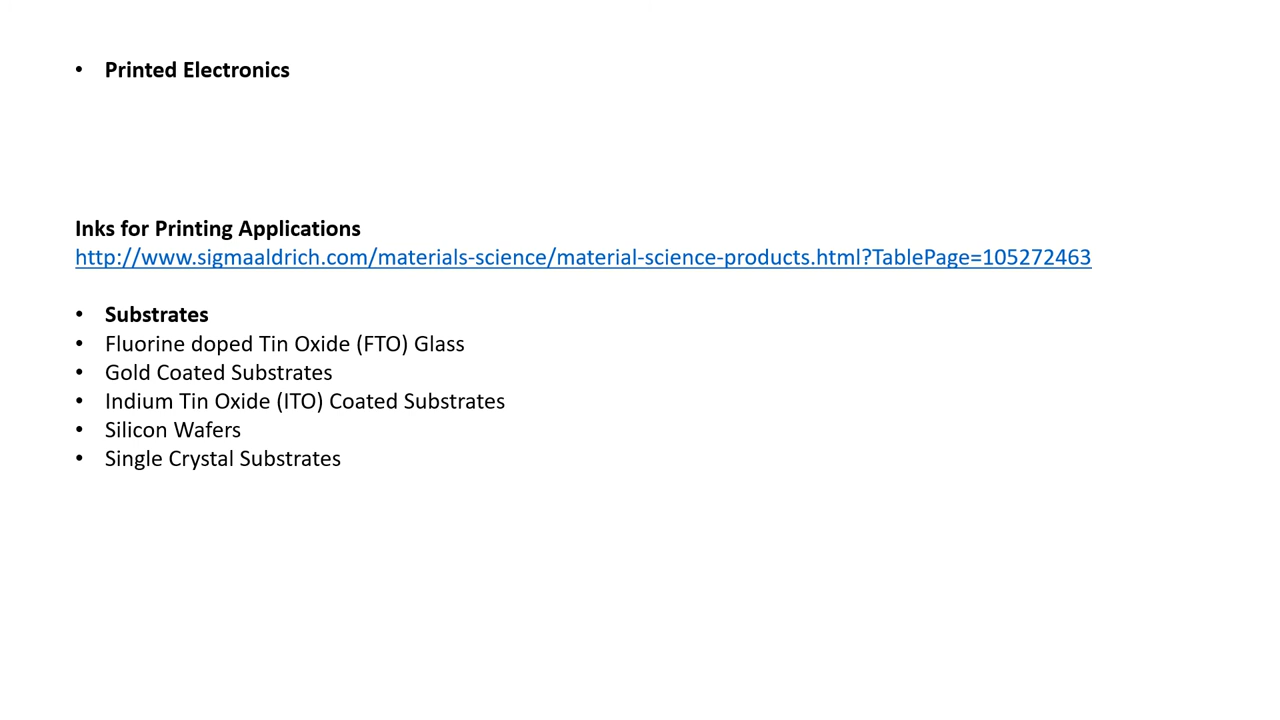 • Printed Electronics
Inks for Printing Applications
http://www.sigmaaldrich.com/materials-science/material-science-products.html?TablePage=105272463
• Substrates
• Fluorine doped Tin Oxide (FTO) Glass
• Gold Coated Substrates
• Indium Tin Oxide (ITO) Coated Substrates
• Silicon Wafers
• Single Crystal Substrates